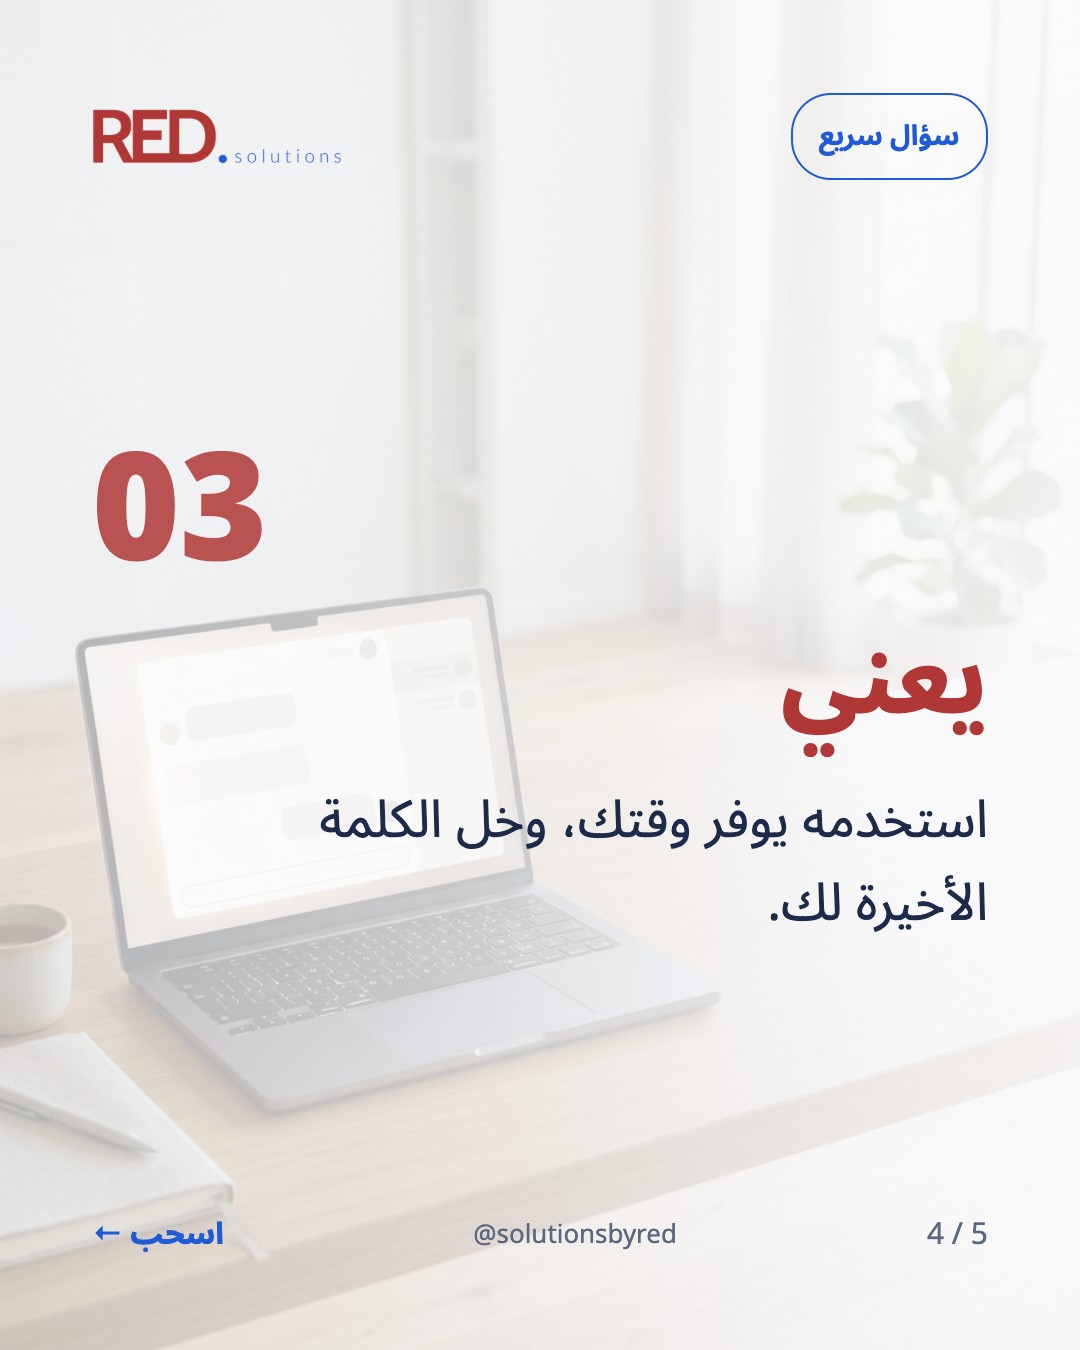 RED.solutions
سؤال سريع
03
يعني
استخدمه يوفر وقتك، وخل الكلمة
الأخيرة لك.
اسحب ←
@solutionsbyred
4 / 5